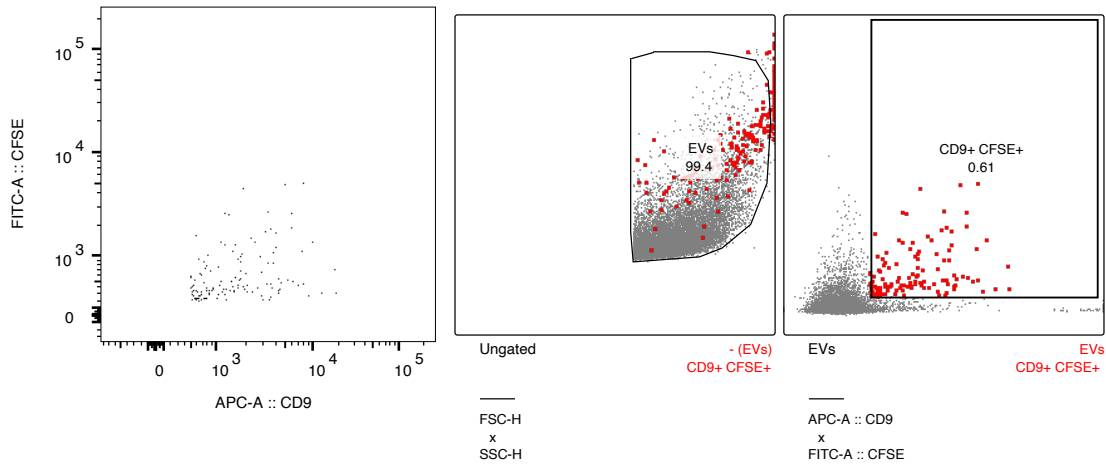 10^5
10^4
10^3
0
FITC-A :: CFSE
0
10^3
10^4
10^5
APC-A :: CD9
EVs
99.4
Ungated
- (EVs)
CD9+ CFSE+
FSC-H
x
SSC-H
CD9+ CFSE+
0.61
EVs
EVs
CD9+ CFSE+
APC-A :: CD9
x
FITC-A :: CFSE